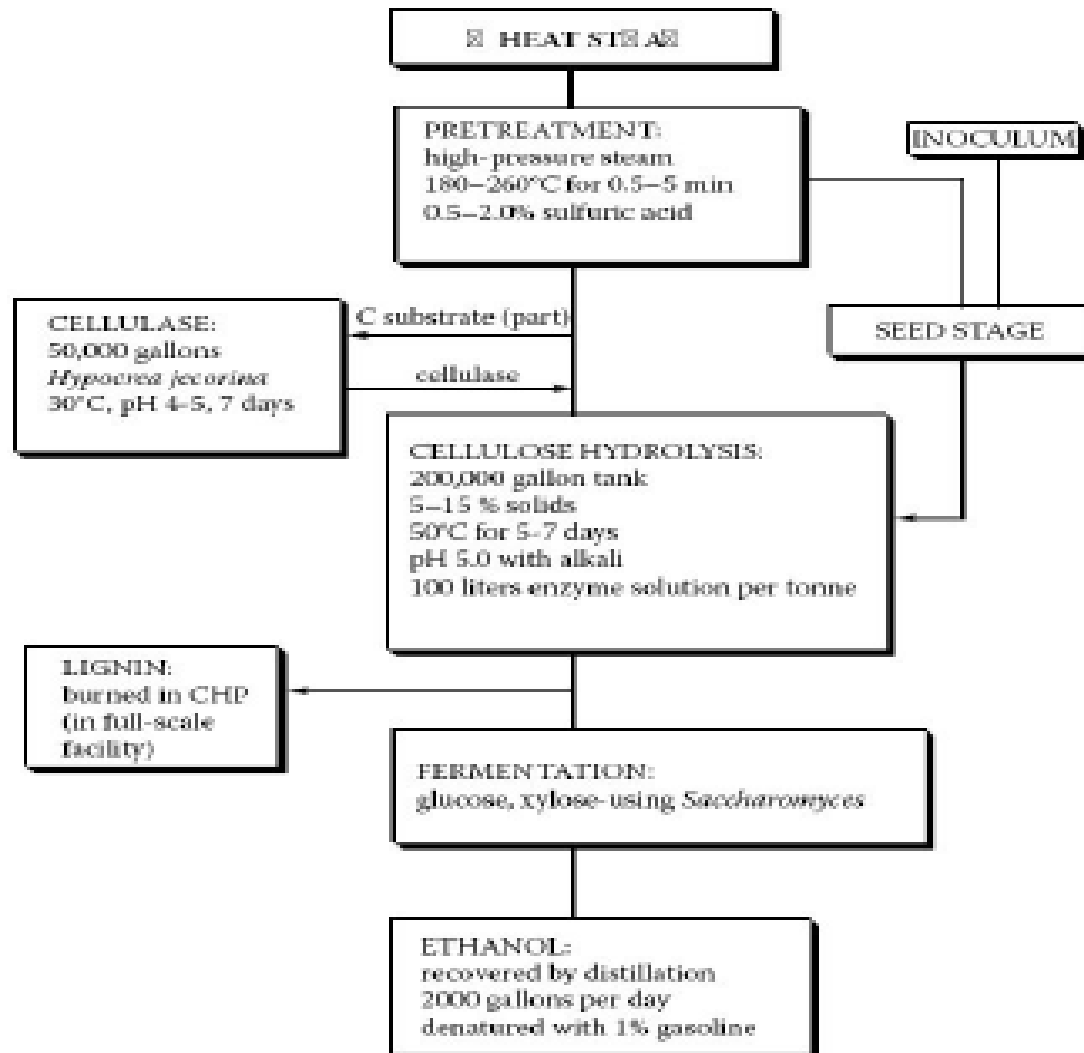 HEAT
PRETREATMENT:
high-pressure steam
180–260°C for 0.5–5 min
0.5–2.0% sulfuric acid
INOCULUM
SEED STAGE
C substrate (part)
CELLULASE:
50,000 gallons
Hypocrea jecorina
30°C, pH 4-5, 7 days
cellulase
CELLULOSE HYDROLYSIS:
200,000 gallon tank
5–15 % solids
50°C for 5-7 days
pH 5.0 with alkali
100 liters enzyme solution per tonne
LIGNIN:
burned in CHP
(in full-scale
facility)
FERMENTATION:
glucose, xylose-using Saccharomyces
ETHANOL:
recovered by distillation
2000 gallons per day
denatured with 1% gasoline